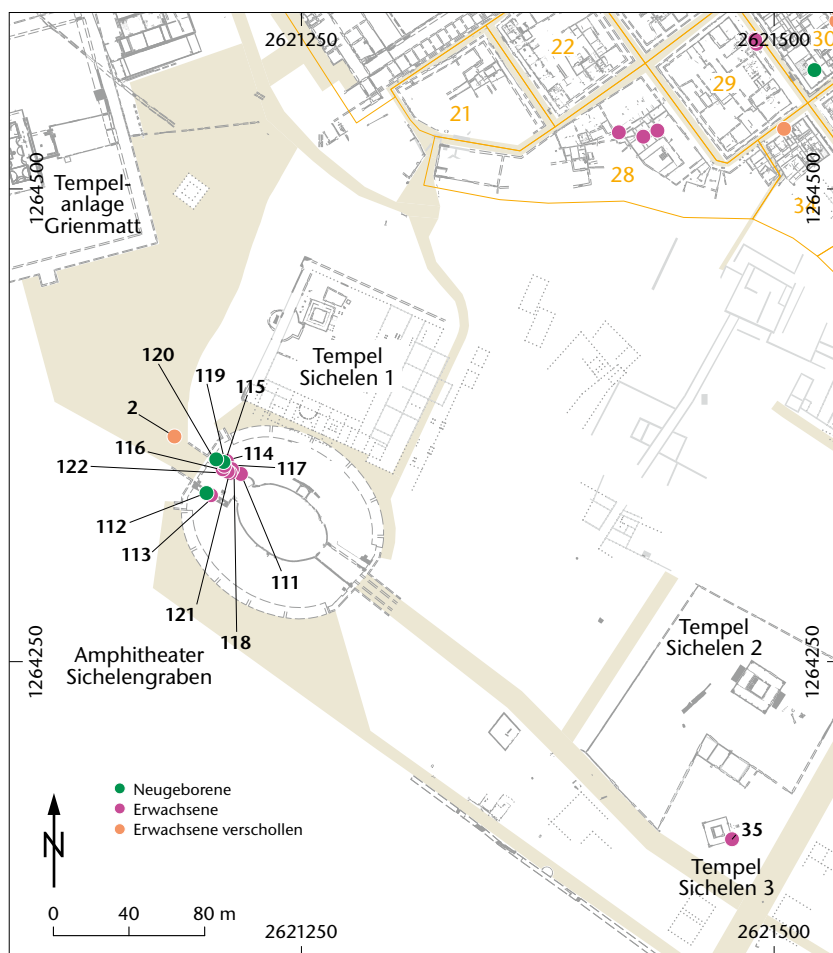 2621250
2621500
22
30
29
21
28
1264500
1264500
Tempel-
anlage
Grienmatt
Tempel
Sichelen 1
120
119
115
2
116
114
122
117
112
113
111
121
118
Amphitheater
Sichelengraben
1264250
1264250
Tempel
Sichelen 2
Neugeborene
Erwachsene
Erwachsene verschollen
N
35
Tempel
Sichelen 3
0 40 80 m
2621250
2621500